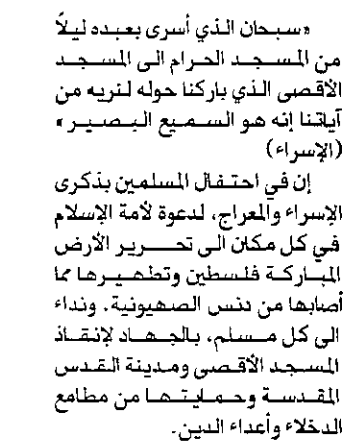 «سبحان الذي أسرى بعبده ليلاً
من المسجد الحرام الى المسجد
الأقصى الذي باركنا حوله لنريه من
آياتنا إنه هو السميع البصير»
(الإسراء)
إن في احتفال المسلمين بذكرى
الإسراء والمعراج، لدعوة لأمة الإسلام
في كل مكان الى تحرير الأرض
المباركة فلسطين وتطهيرها مما
أصابها من دنس الصهيونية. ونداء
الى كل مسلم، بالجهاد لإنقاذ
المسجد الأقصى ومدينة القدس
المقدسة وحمايتها من مطامع
الدخلاء وأعداء الدين.